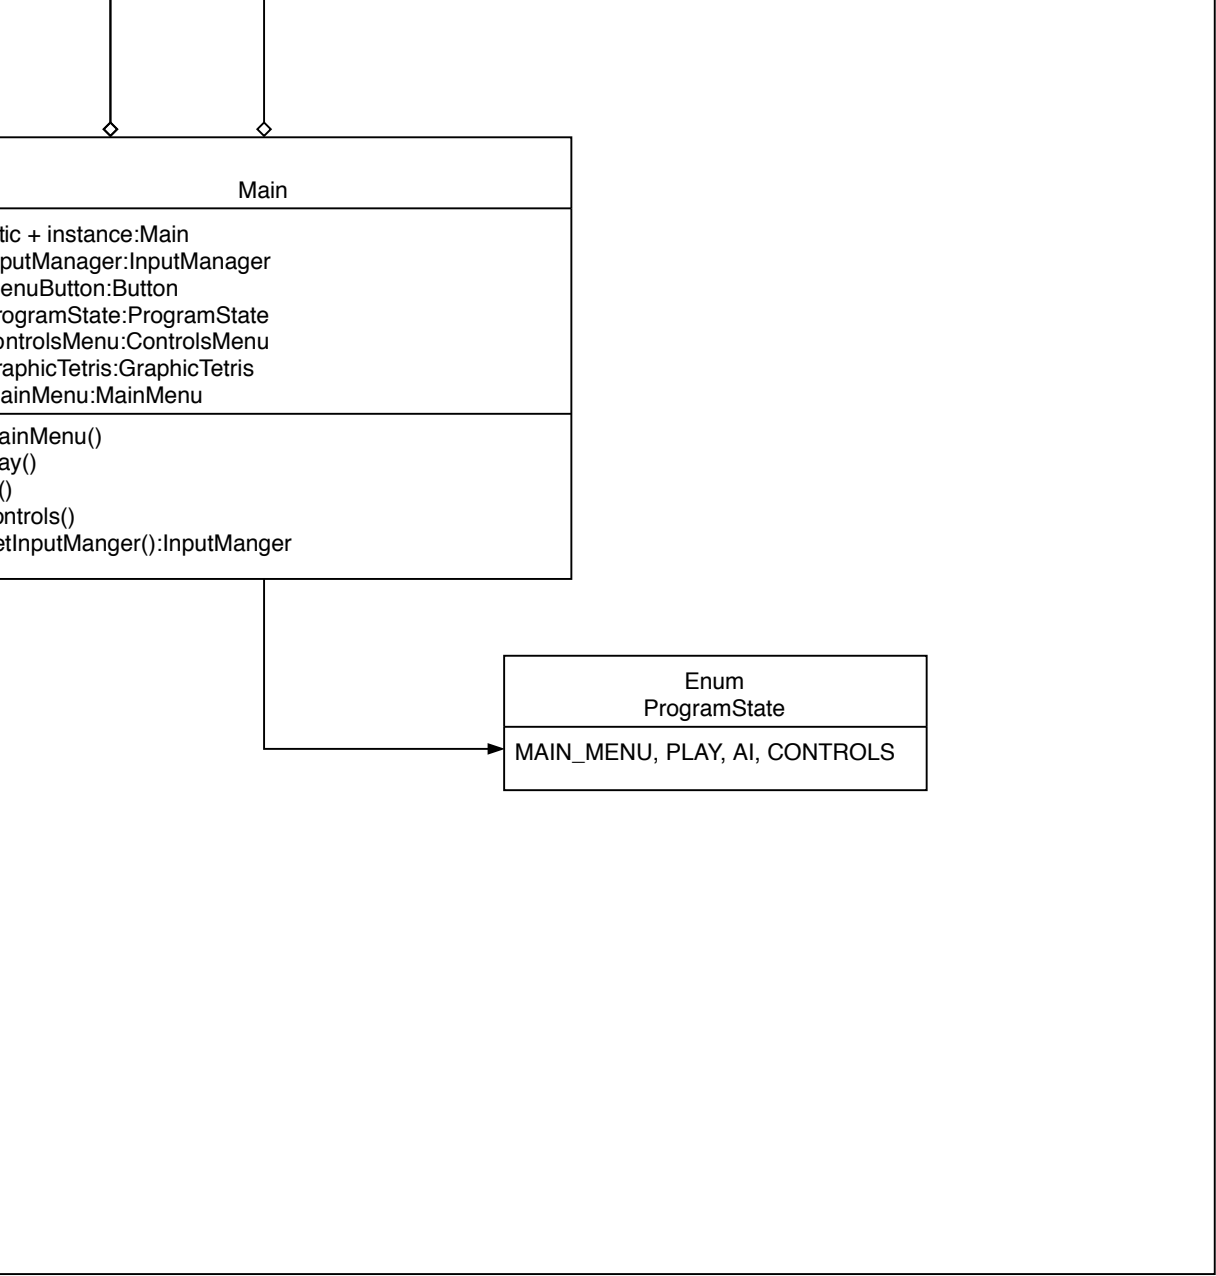 Main
tic + instance:Main
putManager:InputManager
enuButton:Button
rogramState:ProgramState
ontrolsMenu:ControlsMenu
raphicTetris:GraphicTetris
ainMenu:MainMenu
ainMenu()
ay()
()
ontrols()
etInputManger():InputManger
Enum
ProgramState
MAIN_MENU, PLAY, AI, CONTROLS